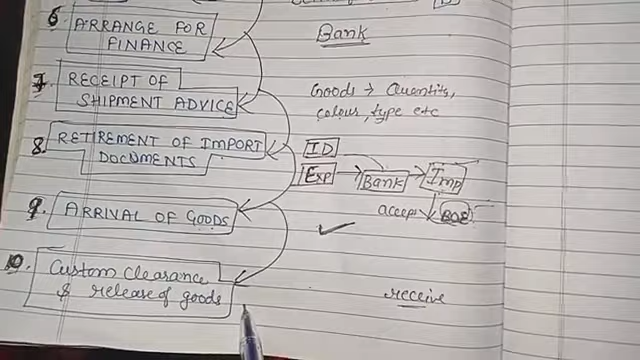 6. ARRANGE FOR
FINANCE
Bank
7. RECEIPT OF
SHIPMENT ADVICE
Goods → Quantity,
colour, type etc
8. RETIREMENT OF IMPORT
DOCUMENTS
ID
Exp → Bank → Imp
accep BOE
9. ARRIVAL OF GOODS
✓
10. Custom Clearance
& release of goods
receive